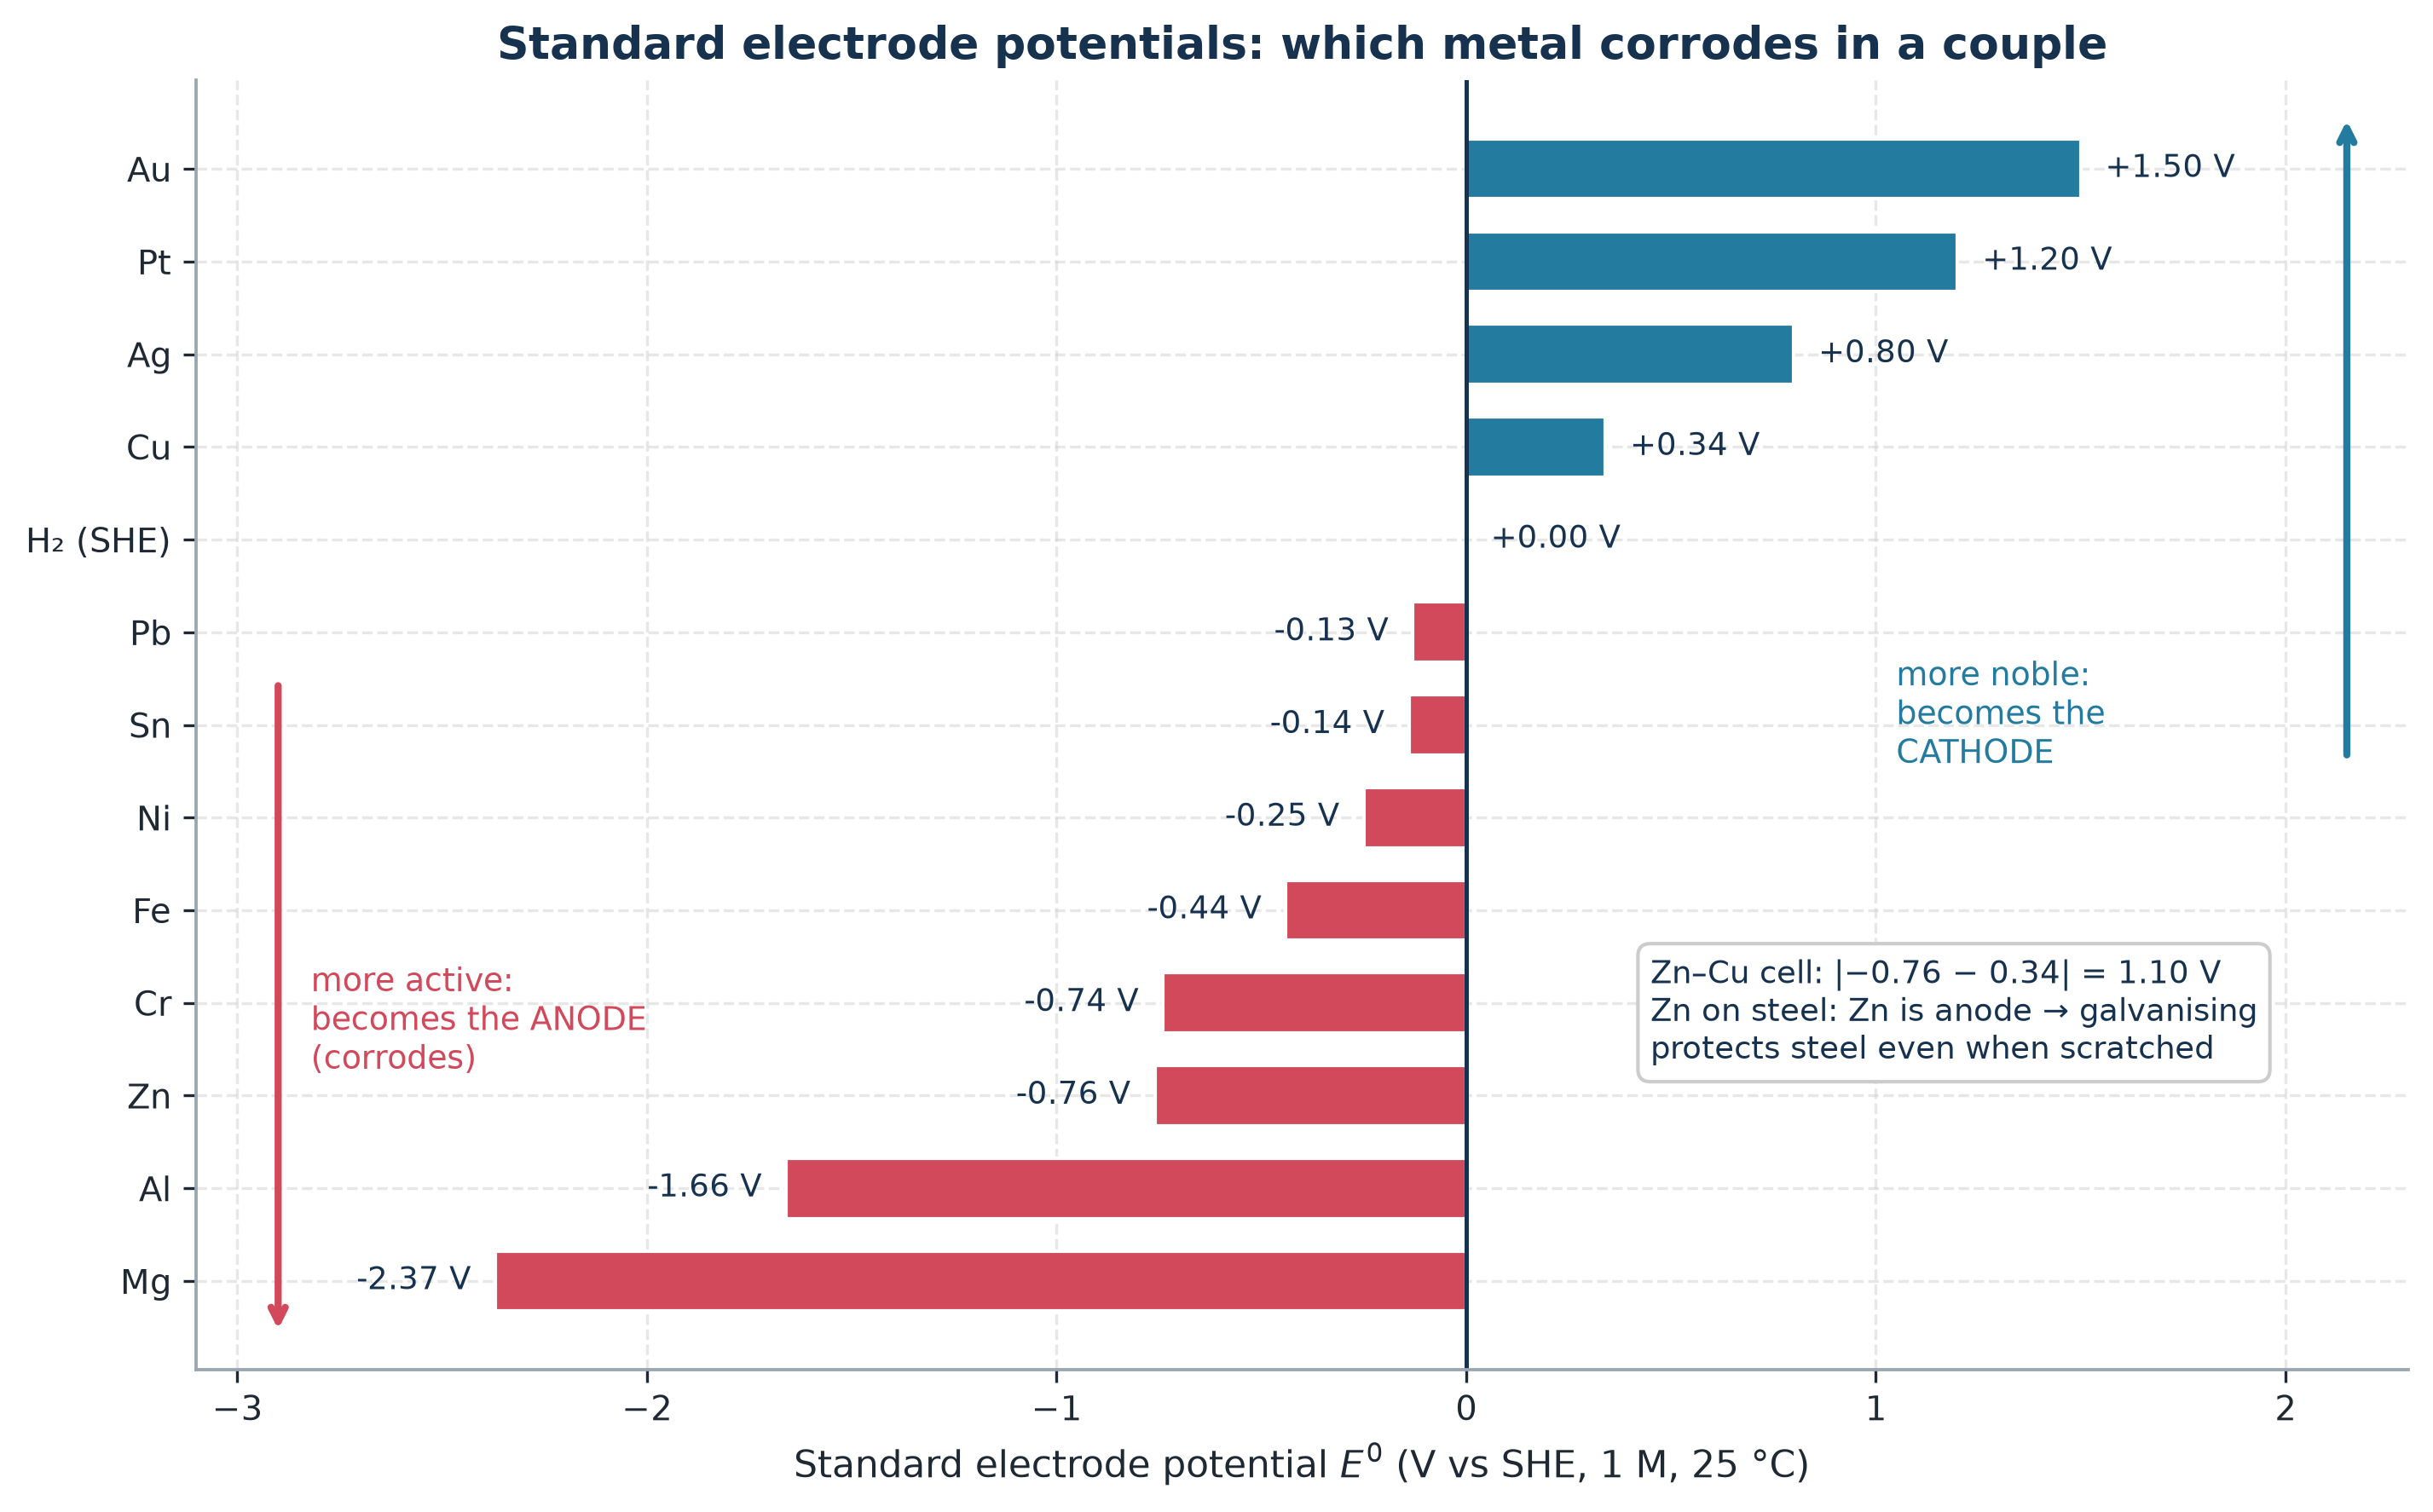 Standard electrode potentials: which metal corrodes in a couple
Au
+1.50 V
Pt
+1.20 V
Ag
+0.80 V
Cu
+0.34 V
H₂ (SHE)
+0.00 V
Pb
-0.13 V
Sn
-0.14 V
more noble:
becomes the
CATHODE
Ni
-0.25 V
Fe
-0.44 V
Cr
-0.74 V
more active:
becomes the ANODE
(corrodes)
Zn–Cu cell: |−0.76 − 0.34| = 1.10 V
Zn on steel: Zn is anode → galvanising
protects steel even when scratched
Zn
-0.76 V
Al
-1.66 V
Mg
-2.37 V
−3 −2 −1 0 1 2
Standard electrode potential E⁰ (V vs SHE, 1 M, 25 °C)